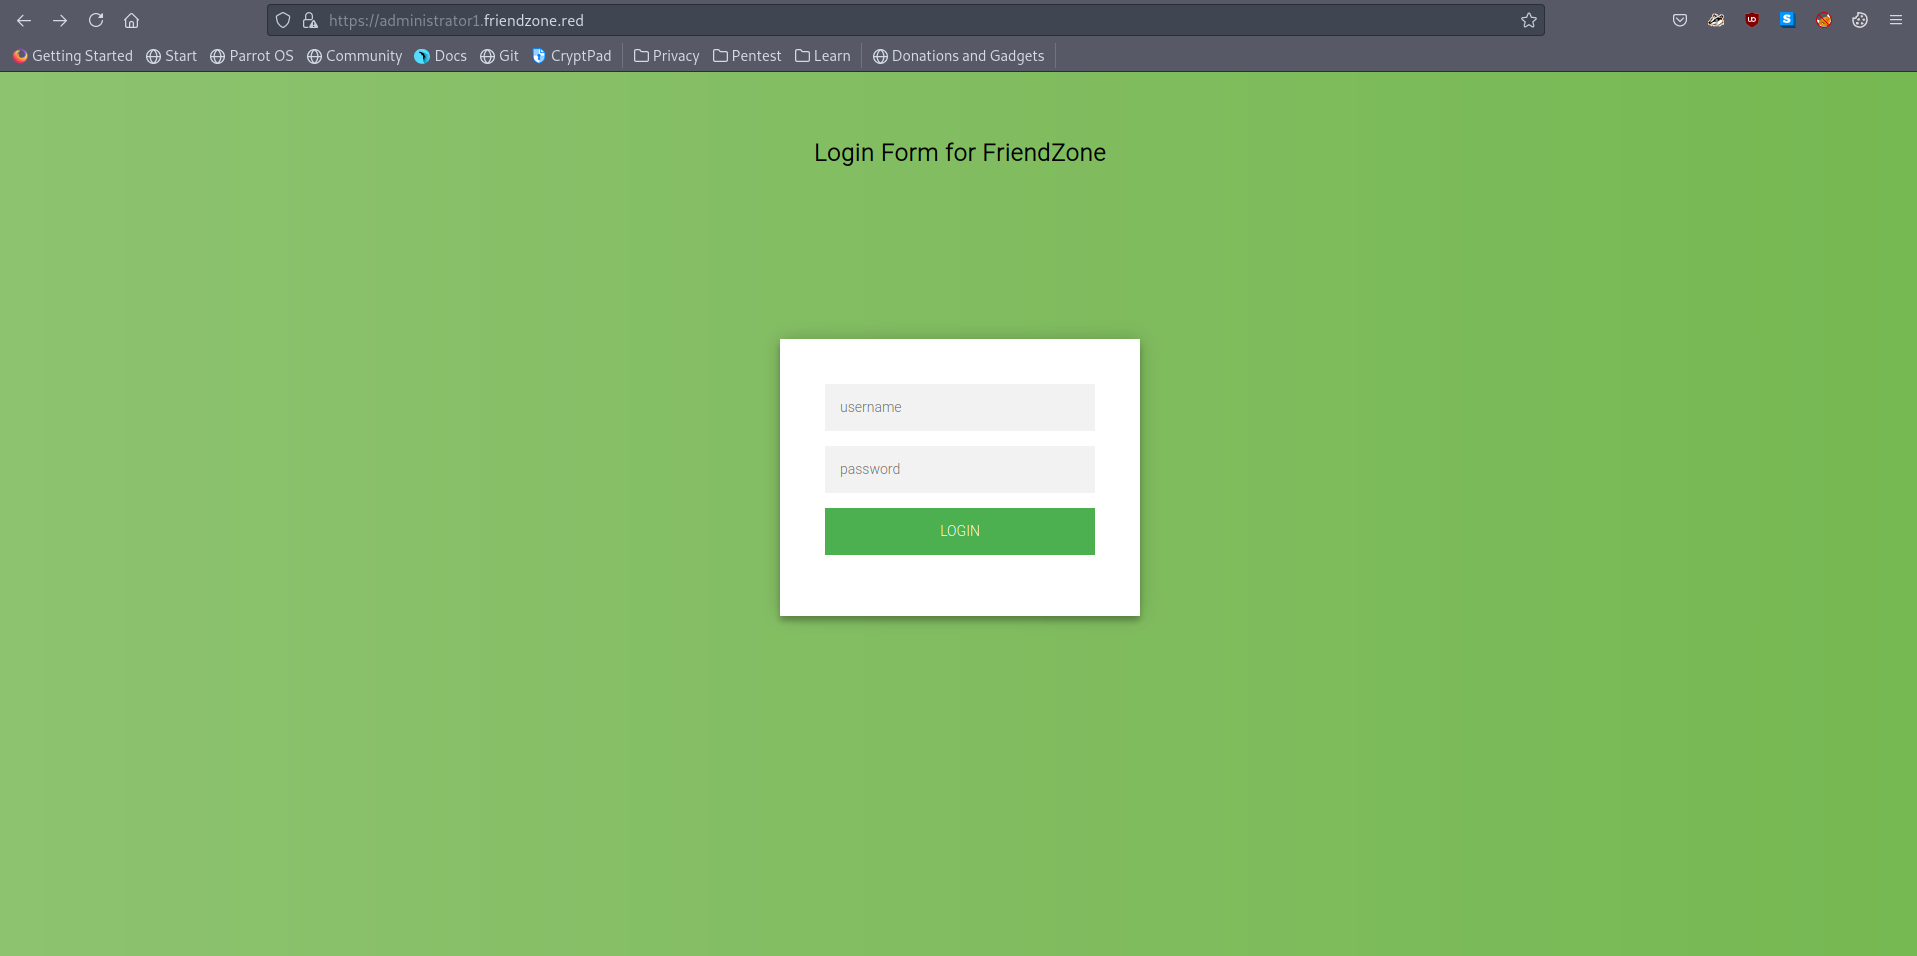 https://administrator1.friendzone.red
Getting Started Start Parrot OS Community Docs Git CryptPad Privacy Pentest Learn Donations and Gadgets
Login Form for FriendZone
username
password
LOGIN